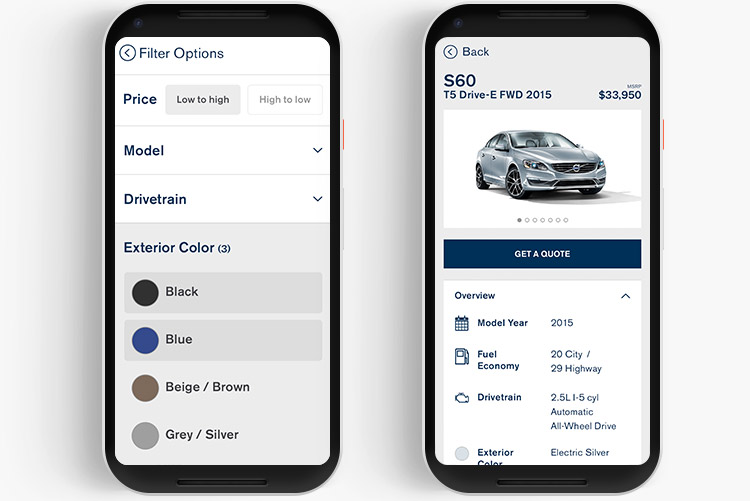 Filter Options
Price
Low to high
High to low
Model
Drivetrain
Exterior Color (3)
Black
Blue
Beige / Brown
Grey / Silver
Back
S60
MSRP
T5 Drive-E FWD 2015
$33,950
GET A QUOTE
Overview
Model Year
2015
Fuel
Economy
20 City /
29 Highway
Drivetrain
2.5L I-5 cyl
Automatic
All-Wheel Drive
Exterior
Color
Electric Silver